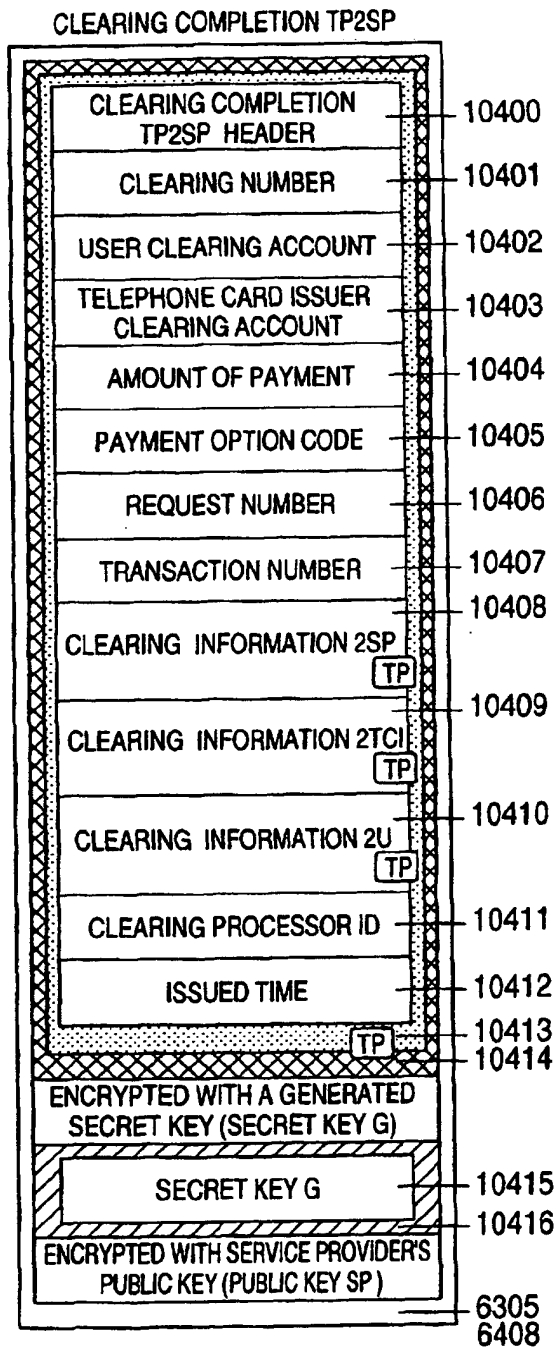 CLEARING COMPLETION TP2SP
CLEARING COMPLETION
TP2SP HEADER
10400
CLEARING NUMBER
10401
USER CLEARING ACCOUNT
10402
TELEPHONE CARD ISSUER
CLEARING ACCOUNT
10403
AMOUNT OF PAYMENT
10404
PAYMENT OPTION CODE
10405
REQUEST NUMBER
10406
TRANSACTION NUMBER
10407
10408
CLEARING INFORMATION 2SP
TP
10409
CLEARING INFORMATION 2TCI
TP
10410
CLEARING INFORMATION 2U
TP
CLEARING PROCESSOR ID
10411
ISSUED TIME
10412
TP
10413
10414
ENCRYPTED WITH A GENERATED
SECRET KEY (SECRET KEY G)
SECRET KEY G
10415
10416
ENCRYPTED WITH SERVICE PROVIDER'S
PUBLIC KEY (PUBLIC KEY SP)
6305
6408